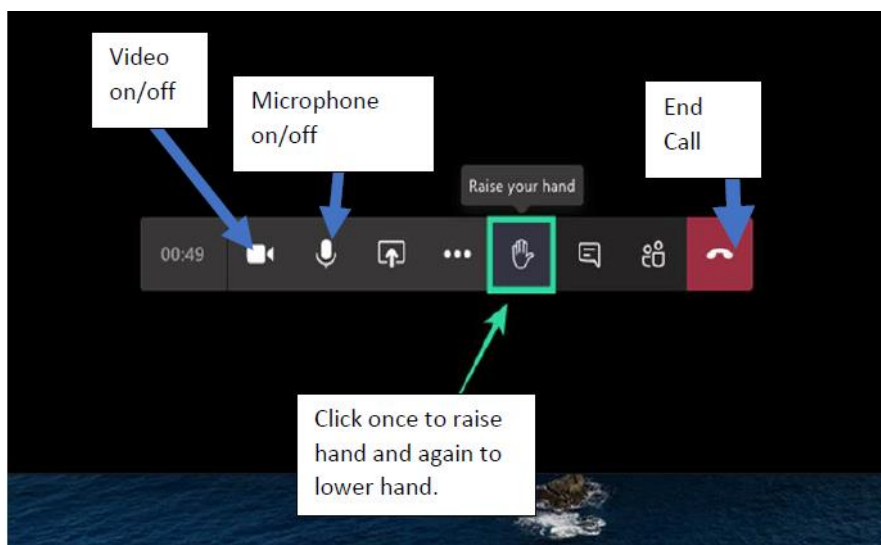 Video
on/off
Microphone
on/off
End
Call
Raise your hand
00:49
Click once to raise
hand and again to
lower hand.